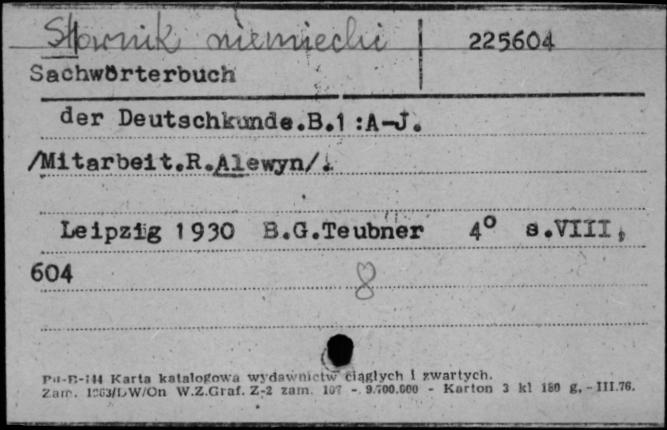 Słownik niemiecki 225604
Sachwörterbuch
der Deutschkunde.B.1:A-J.
/Mitarbeit.R.Alewyn/.
Leipzig 1930 B.G.Teubner 4° s.VIII,
604
8
Pu-B-144 Karta katalogowa wydawnictw ciągłych i zwartych.
Zam. 1363/LW/On W.Z.Graf. Z-2 zam. 107 - 9.700.000 - Karton 3 kl 180 g. - III.76.